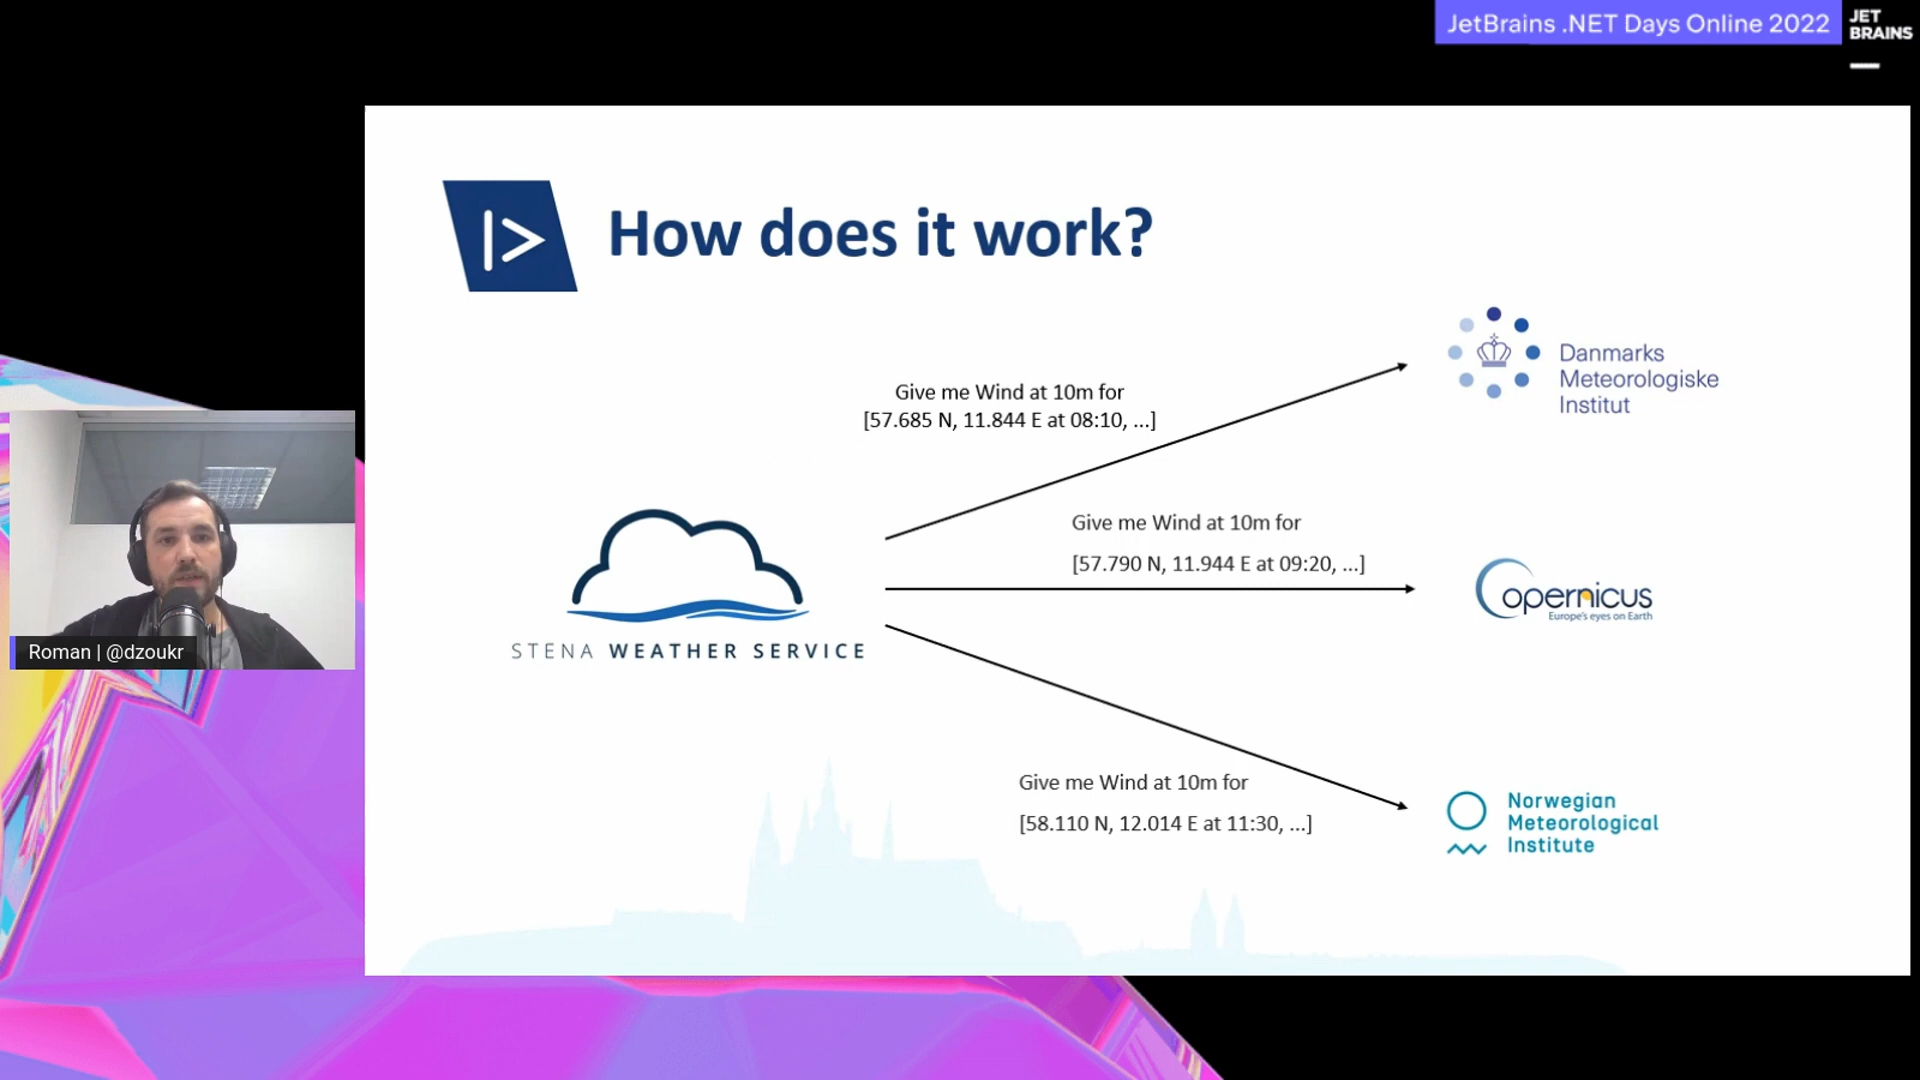 JetBrains .NET Days Online 2022
JET
BRAINS
|> How does it work?
Give me Wind at 10m for
[57.685 N, 11.844 E at 08:10, ...]
Danmarks
Meteorologiske
Institut
Give me Wind at 10m for
[57.790 N, 11.944 E at 09:20, ...]
Copernicus
Europe's eyes on Earth
STENA WEATHER SERVICE
Roman | @dzoukr
Give me Wind at 10m for
[58.110 N, 12.014 E at 11:30, ...]
Norwegian
Meteorological
Institute